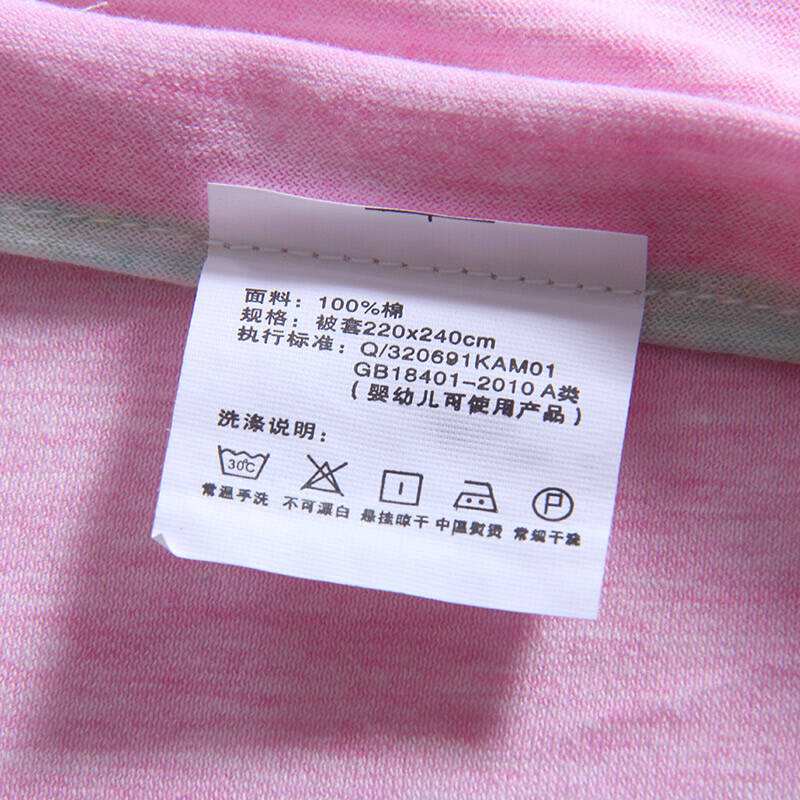 面料：100%棉
规格：被套220x240cm
执行标准：Q/320691KAM01
GB18401-2010 A类
（婴幼儿可使用产品）
洗涤说明：
30℃
P
常温手洗 不可漂白 悬挂晾干 中温熨烫 常规干洗